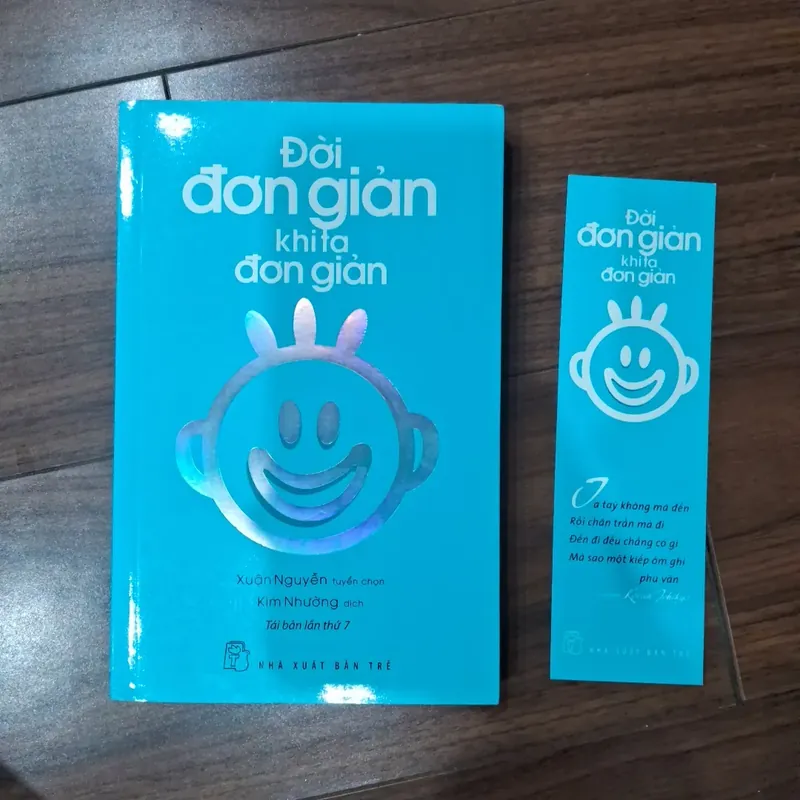 Đời
đơn giản
khi ta
đơn giản
Xuân Nguyễn tuyển chọn
Kim Nhường dịch
Tái bản lần thứ 7
NHÀ XUẤT BẢN TRẺ
Đời
đơn giản
khi ta
đơn giản
Ta tay không mà đến
Rồi chân trần mà đi
Đến đi đều chẳng có gì
Mà sao một kiếp ôm ghì
phù vân
NHÀ XUẤT BẢN TRẺ